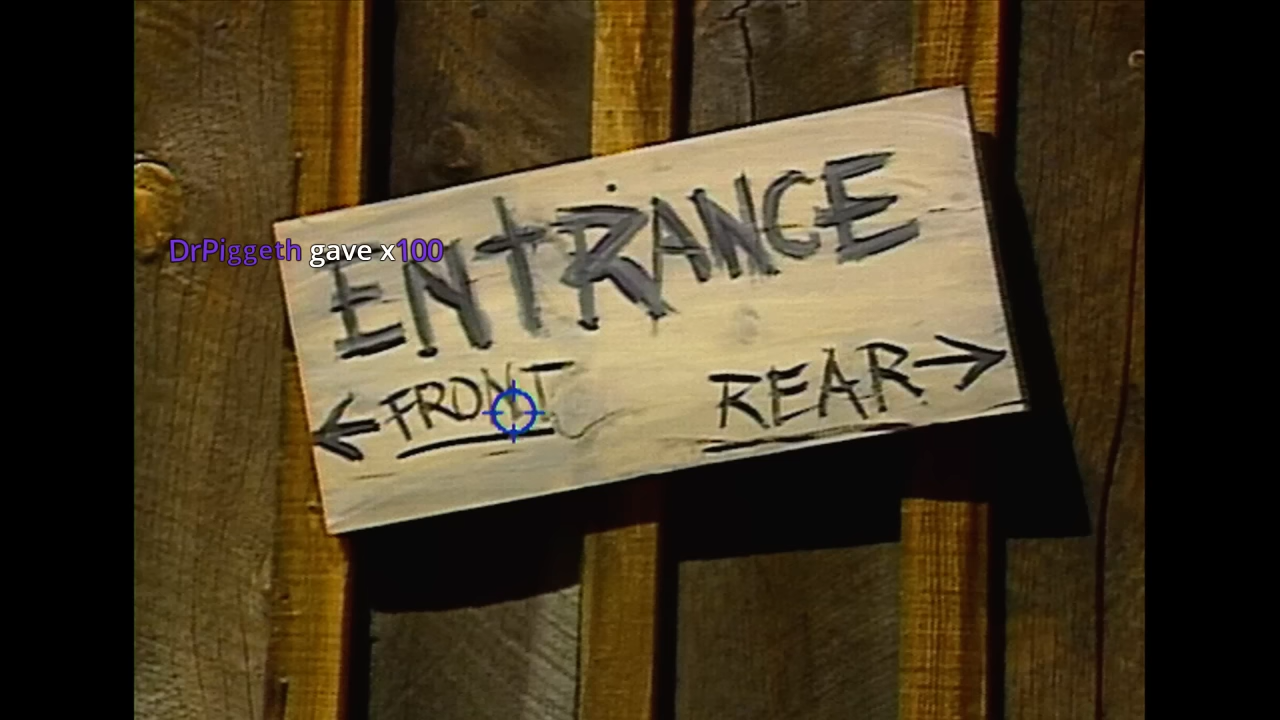 DrPiggeth gave x100
ENtRANCE
← FRONT
REAR →